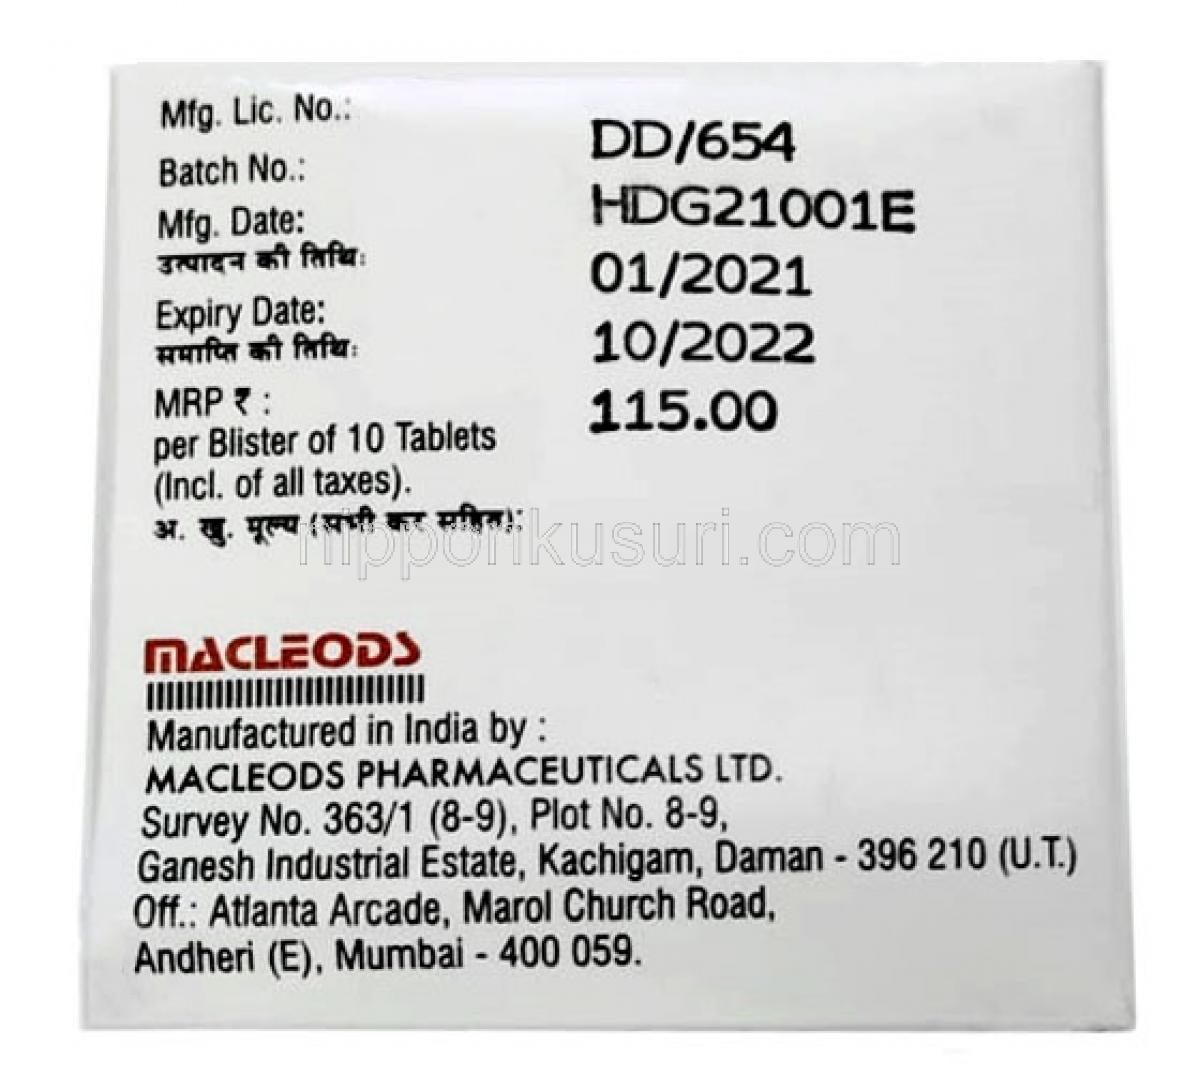 Mfg. Lic. No.: DD/654
Batch No.: HDG21001E
Mfg. Date: 01/2021
उत्पादन की तिथि:
Expiry Date: 10/2022
समाप्ति की तिथि:
MRP ₹ : 115.00
per Blister of 10 Tablets
(Incl. of all taxes).
अ. खु. मूल्य (सभी कर सहित):
nipponkusuri.com
MACLEODS
Manufactured in India by :
MACLEODS PHARMACEUTICALS LTD.
Survey No. 363/1 (8-9), Plot No. 8-9,
Ganesh Industrial Estate, Kachigam, Daman - 396 210 (U.T.)
Off.: Atlanta Arcade, Marol Church Road,
Andheri (E), Mumbai - 400 059.